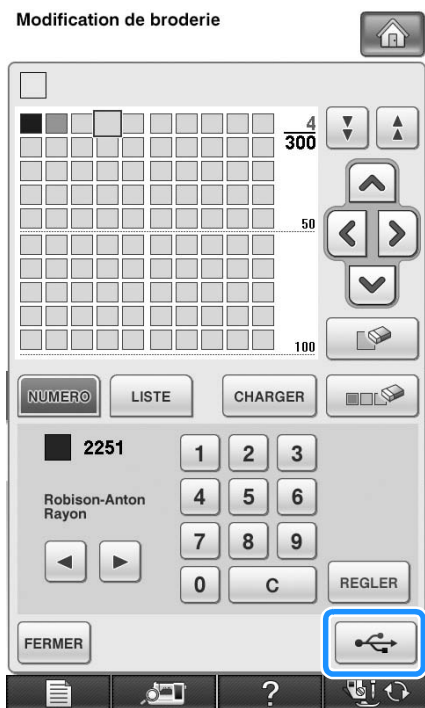 Modification de broderie
4
300
50
100
NUMERO LISTE CHARGER
2251
1 2 3
Robison-Anton
Rayon
4 5 6
7 8 9
0 C REGLER
FERMER
?